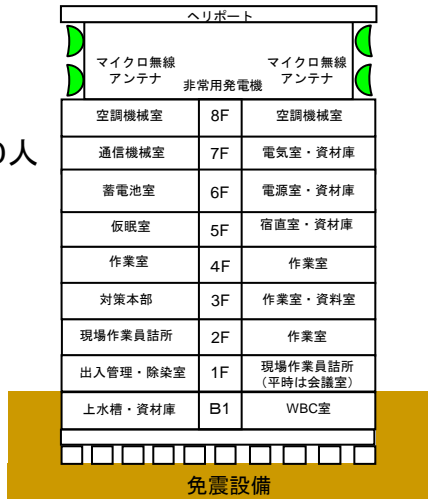 ヘリポート
マイクロ無線
アンテナ
マイクロ無線
アンテナ
非常用発電機
空調機械室 8F 空調機械室
0人
通信機械室 7F 電気室・資材庫
蓄電池室 6F 電源室・資材庫
仮眠室 5F 宿直室・資材庫
作業室 4F 作業室
対策本部 3F 作業室・資料室
現場作業員詰所 2F 作業室
出入管理・除染室 1F 現場作業員詰所
(平時は会議室)
上水槽・資材庫 B1 WBC室
免震設備